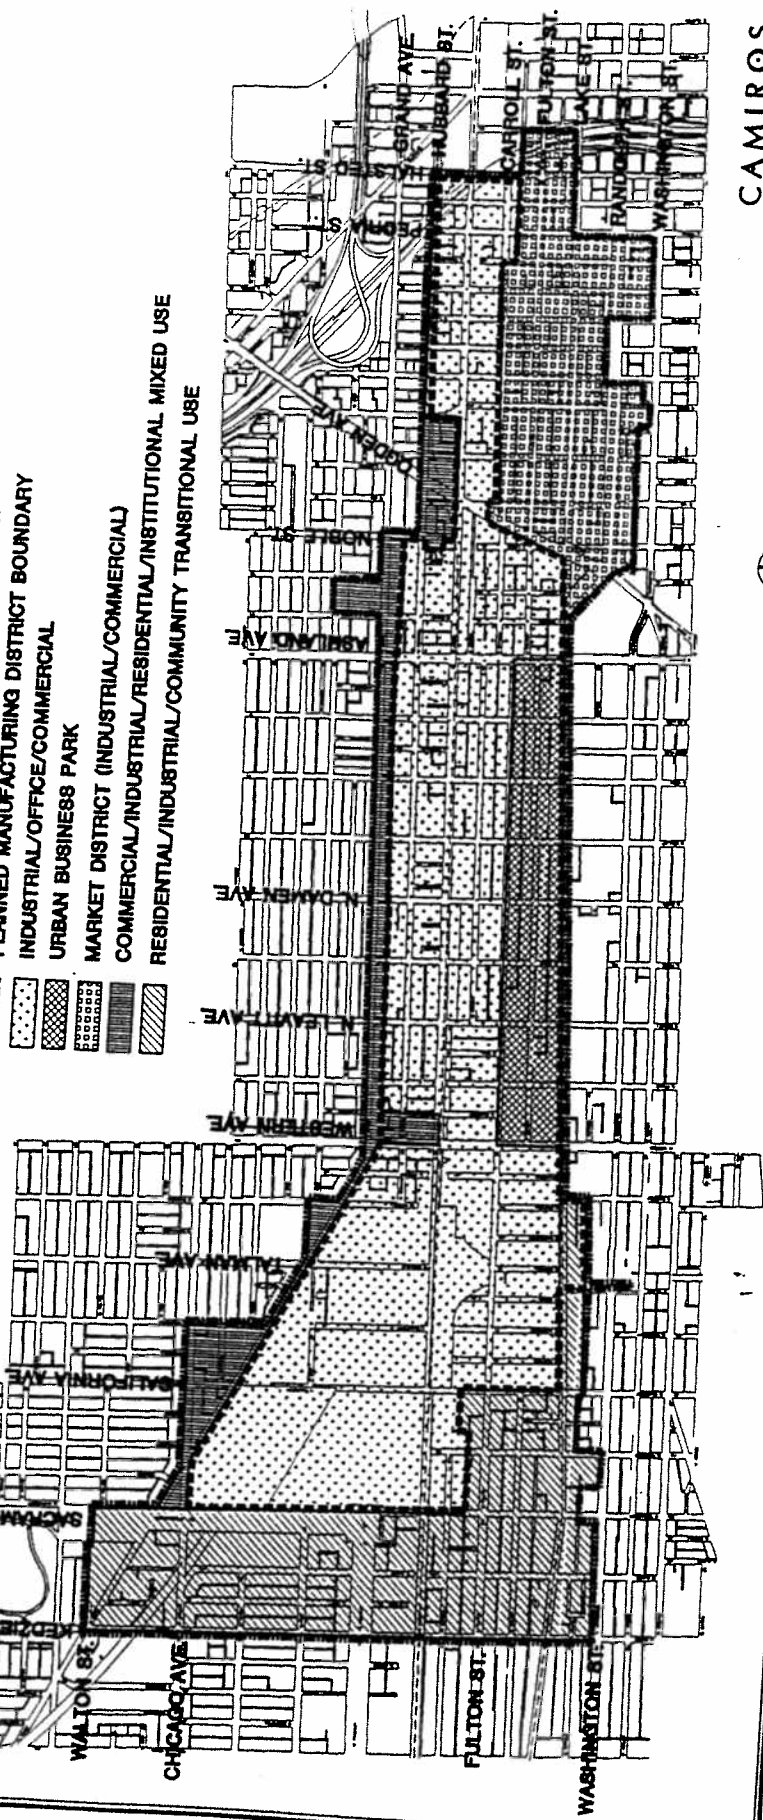 PLANNED MANUFACTURING DISTRICT BOUNDARY
INDUSTRIAL/OFFICE/COMMERCIAL
URBAN BUSINESS PARK
MARKET DISTRICT (INDUSTRIAL/COMMERCIAL)
COMMERCIAL/INDUSTRIAL/RESIDENTIAL/INSTITUTIONAL MIXED USE
RESIDENTIAL/INDUSTRIAL/COMMUNITY TRANSITIONAL USE
KEDZIE
SACRAM
CALIFORNIA AVE
TALMAN AVE
WESTERN AVE
N. LEAVITT AVE
N. DAMEN AVE
ASHLAND AVE
NOBLE ST
OGDEN AVE
PEORIA S
HALSTED ST
GRAND AVE
HUBBARD ST.
CARROLL ST.
FULTON ST.
LAKE ST.
RANDOLPH ST.
WASHINGTON ST.
WALTON ST.
CHICAGO AVE.
FULTON ST.
WASHINGTON ST.
CAMIROS